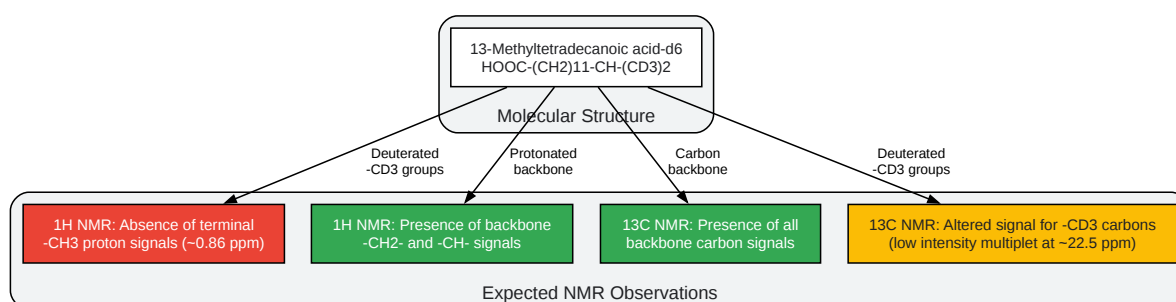 13-Methyltetradecanoic acid-d6
HOOC-(CH2)11-CH-(CD3)2
Molecular Structure
Deuterated
-CD3 groups
Protonated
backbone
Carbon
backbone
Deuterated
-CD3 groups
1H NMR: Absence of terminal
-CH3 proton signals (~0.86 ppm)
1H NMR: Presence of backbone
-CH2- and -CH- signals
13C NMR: Presence of all
backbone carbon signals
13C NMR: Altered signal for -CD3 carbons
(low intensity multiplet at ~22.5 ppm)
Expected NMR Observations